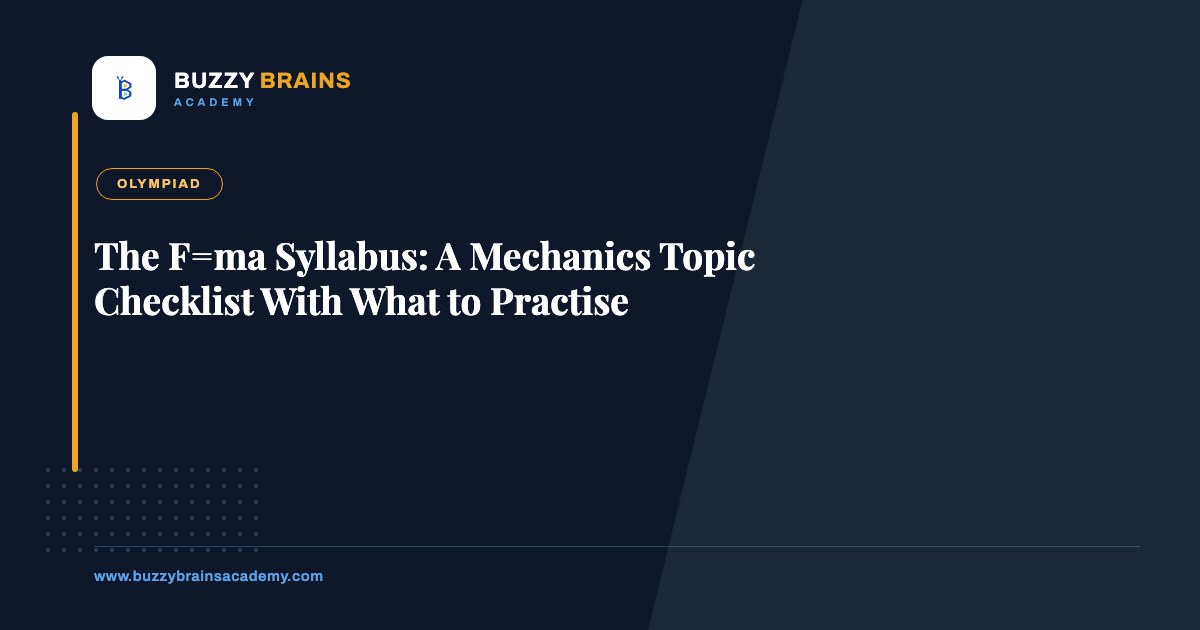 BUZZY BRAINS
ACADEMY
OLYMPIAD
The F=ma Syllabus: A Mechanics Topic
Checklist With What to Practise
www.buzzybrainsacademy.com